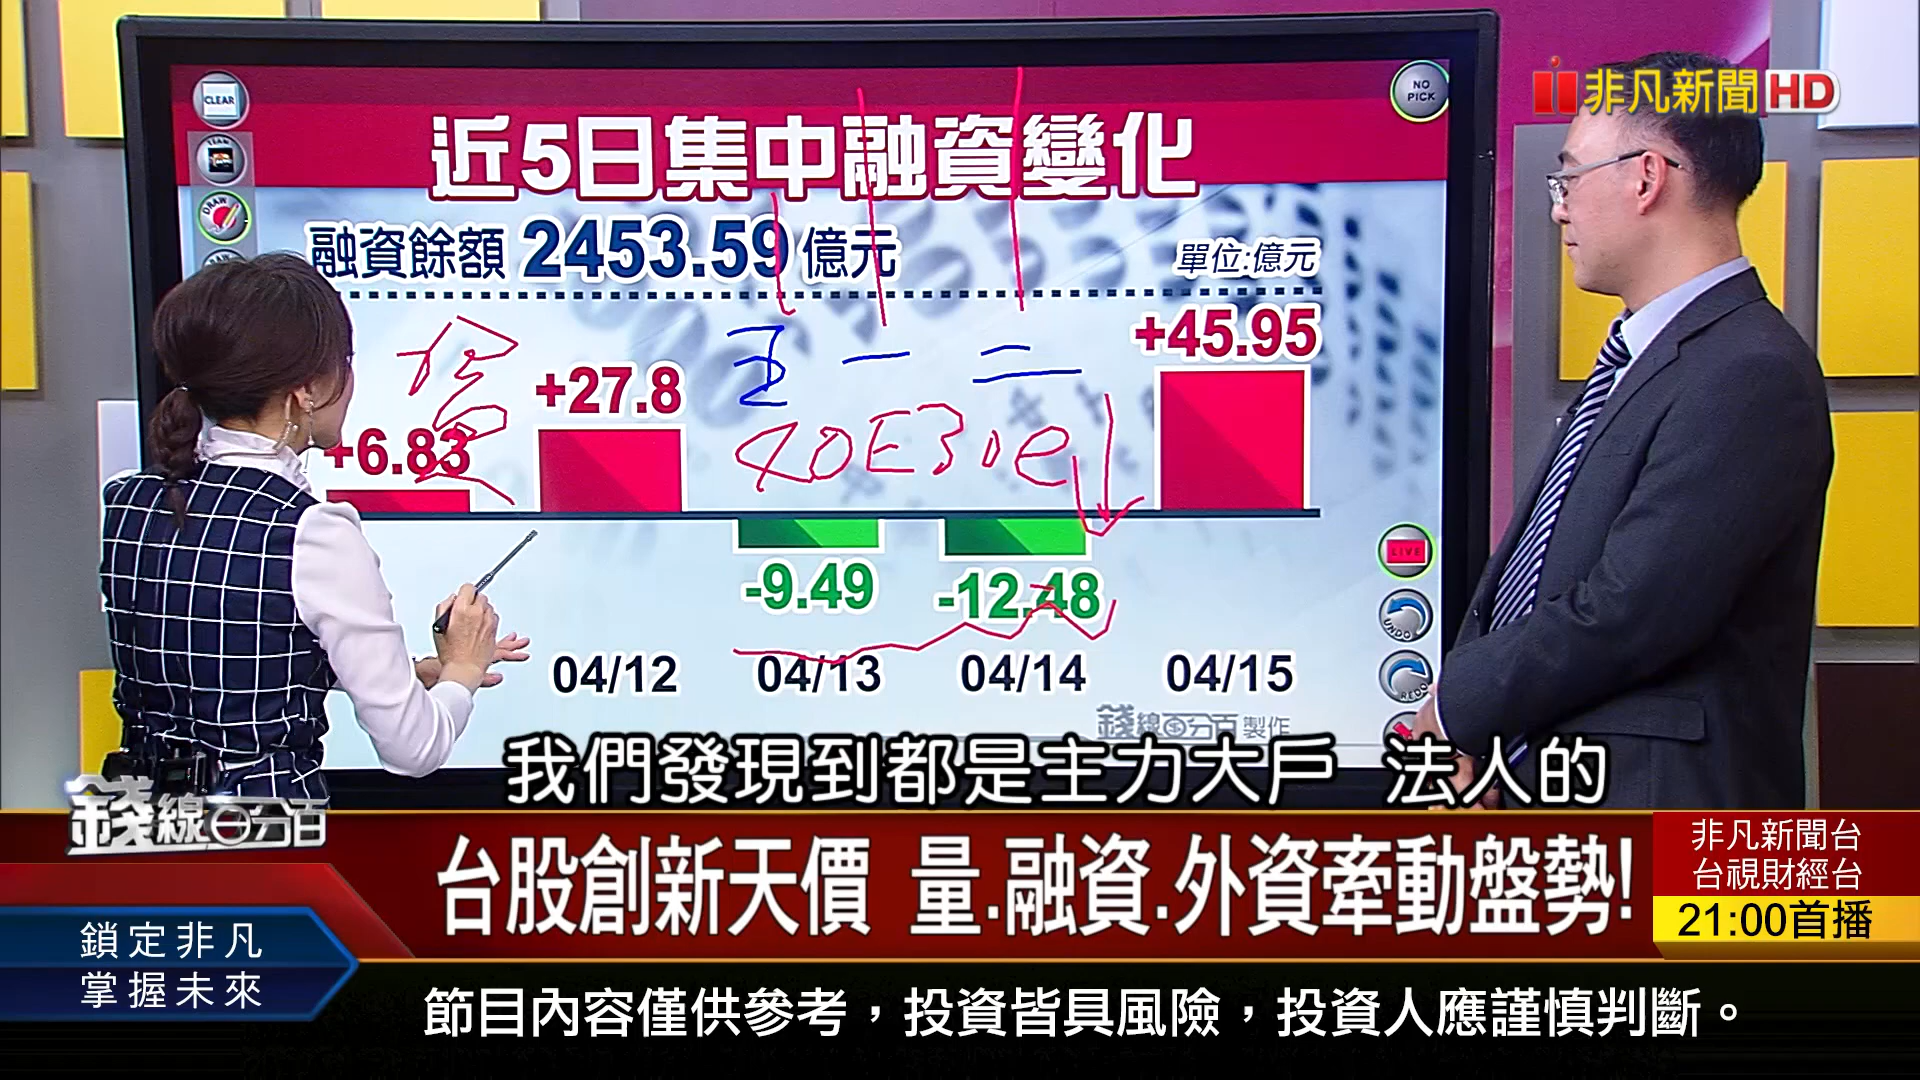 CLEAR
NO
PICK
非凡新聞HD
DRAW
近5日集中融資變化
融資餘額 2453.59億元
單位:億元
五 一 二
+45.95
+27.8
+6.83
-9.49
-12.48
LIVE
UNDO
REDO
04/12 04/13 04/14 04/15
錢線百分百 製作
我們發現到都是主力大戶 法人的
錢線百分百
台股創新天價 量.融資.外資牽動盤勢!
非凡新聞台
台視財經台
21:00首播
鎖定非凡
掌握未來
節目內容僅供參考，投資皆具風險，投資人應謹慎判斷。